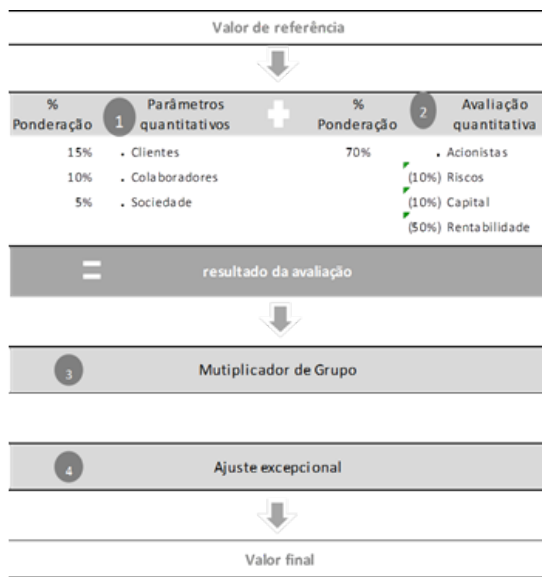 Valor de referência
% Ponderação 1 Parâmetros quantitativos + % Ponderação 2 Avaliação quantitativa
15% . Clientes 70% . Acionistas
10% . Colaboradores (10%) Riscos
5% . Sociedade (10%) Capital
(50%) Rentabilidade
= resultado da avaliação
3 Mutiplicador de Grupo
4 Ajuste excepcional
Valor final